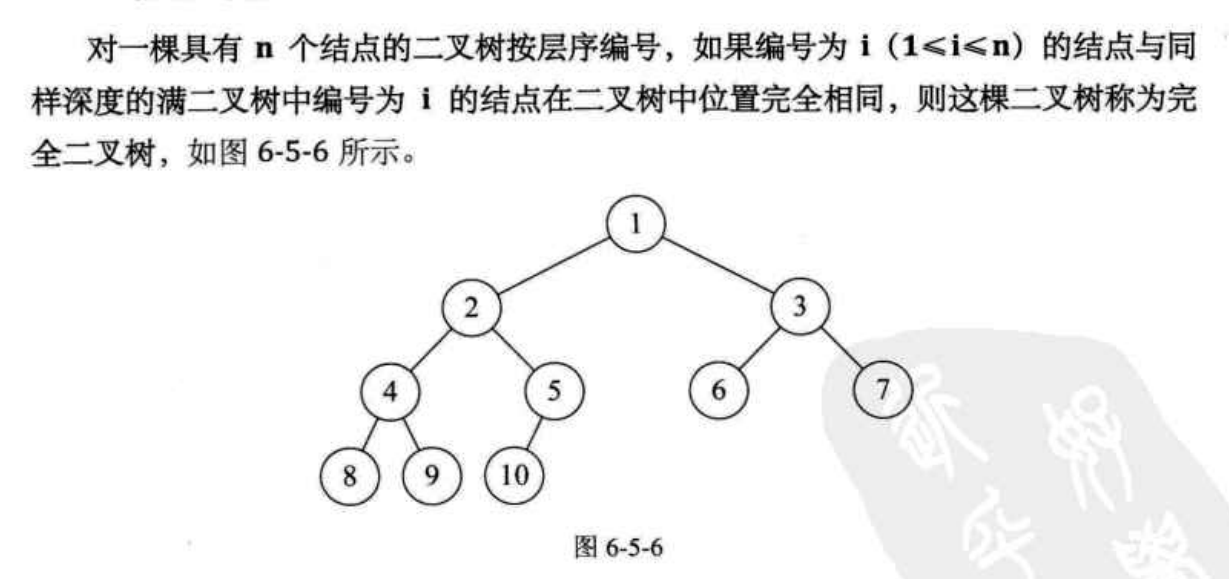 对一棵具有 n 个结点的二叉树按层序编号，如果编号为 i（1≤i≤n）的结点与同
样深度的满二叉树中编号为 i 的结点在二叉树中位置完全相同，则这棵二叉树称为完
全二叉树，如图 6-5-6 所示。
1
2 3
4 5 6 7
8 9 10
图 6-5-6